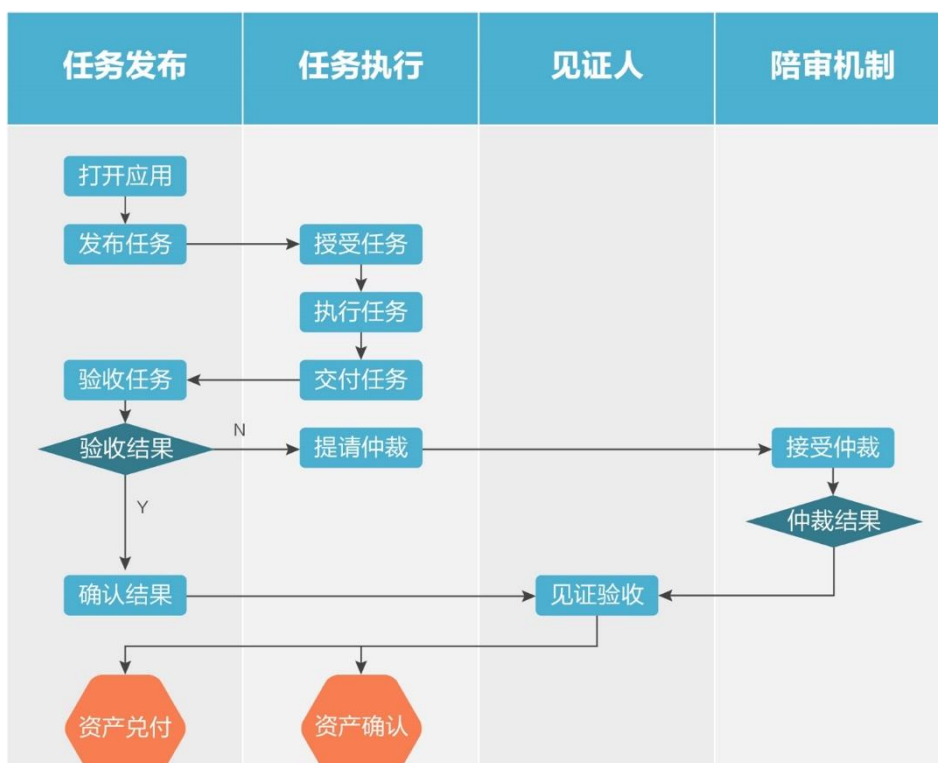 任务发布
任务执行
见证人
陪审机制
打开应用
发布任务
授受任务
执行任务
验收任务
交付任务
验收结果
N
提请仲裁
接受仲裁
Y
仲裁结果
确认结果
见证验收
资产兑付
资产确认